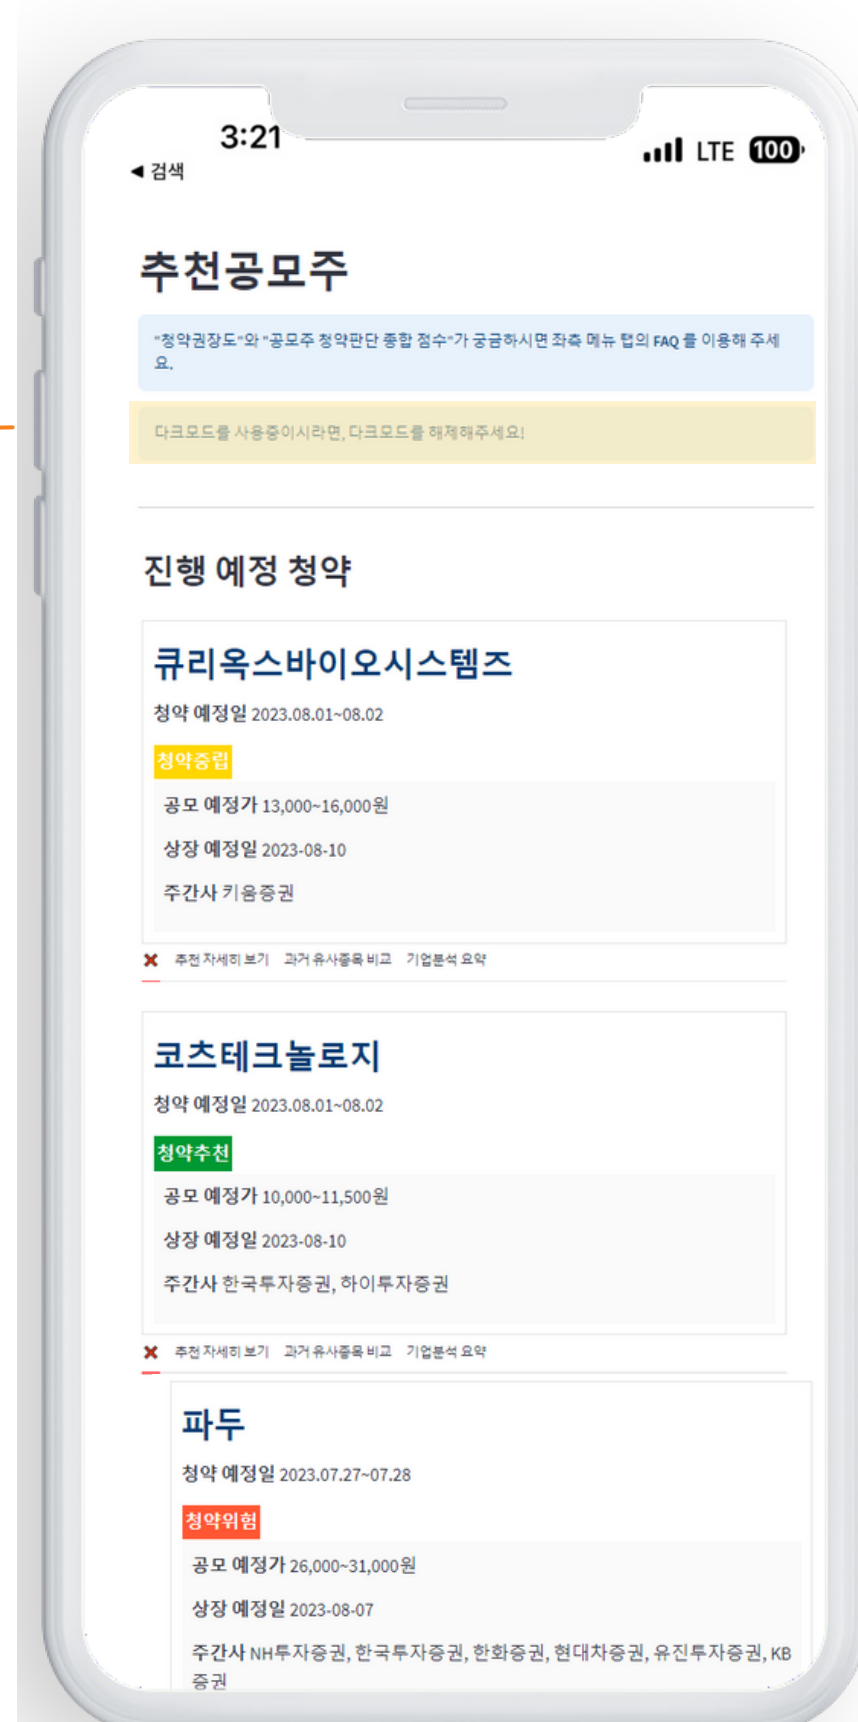 3:21
◀ 검색
LTE 100
추천공모주
"청약권장도"와 "공모주 청약판단 종합 점수"가 궁금하시면 좌측 메뉴 탭의 FAQ 를 이용해 주세
요.
다크모드를 사용중이시라면, 다크모드를 해제해주세요!
진행 예정 청약
큐리옥스바이오시스템즈
청약 예정일 2023.08.01~08.02
청약중립
공모 예정가 13,000~16,000원
상장 예정일 2023-08-10
주간사 키움증권
추천 자세히 보기 과거 유사종목 비교 기업분석 요약
코츠테크놀로지
청약 예정일 2023.08.01~08.02
청약추천
공모 예정가 10,000~11,500원
상장 예정일 2023-08-10
주간사 한국투자증권, 하이투자증권
추천 자세히 보기 과거 유사종목 비교 기업분석 요약
파두
청약 예정일 2023.07.27~07.28
청약위험
공모 예정가 26,000~31,000원
상장 예정일 2023-08-07
주간사 NH투자증권, 한국투자증권, 한화증권, 현대차증권, 유진투자증권, KB
증권